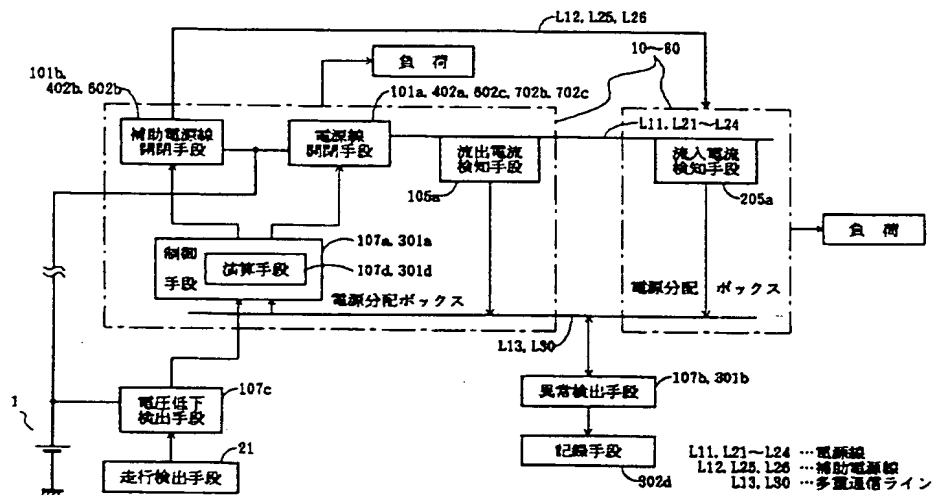 L12, L25, L26
負荷
10～60
101b,
402b, 602b
101a, 402a, 602c, 702b, 702c
補助電源線
開閉手段
電源線
開閉手段
L11, L21～L24
流出電流
検知手段
105a
流入電流
検知手段
205a
制御
手段
演算手段
107a, 301a
107d, 301d
負荷
電源分配ボックス
電源分配 ボックス
L13, L30
1
電圧低下
検出手段
107c
異常検出手段
107b, 301b
走行検出手段
21
記録手段
302d
L11, L21～L24 …電源線
L12, L25, L26 …補助電源線
L13, L30 …多重通信ライン